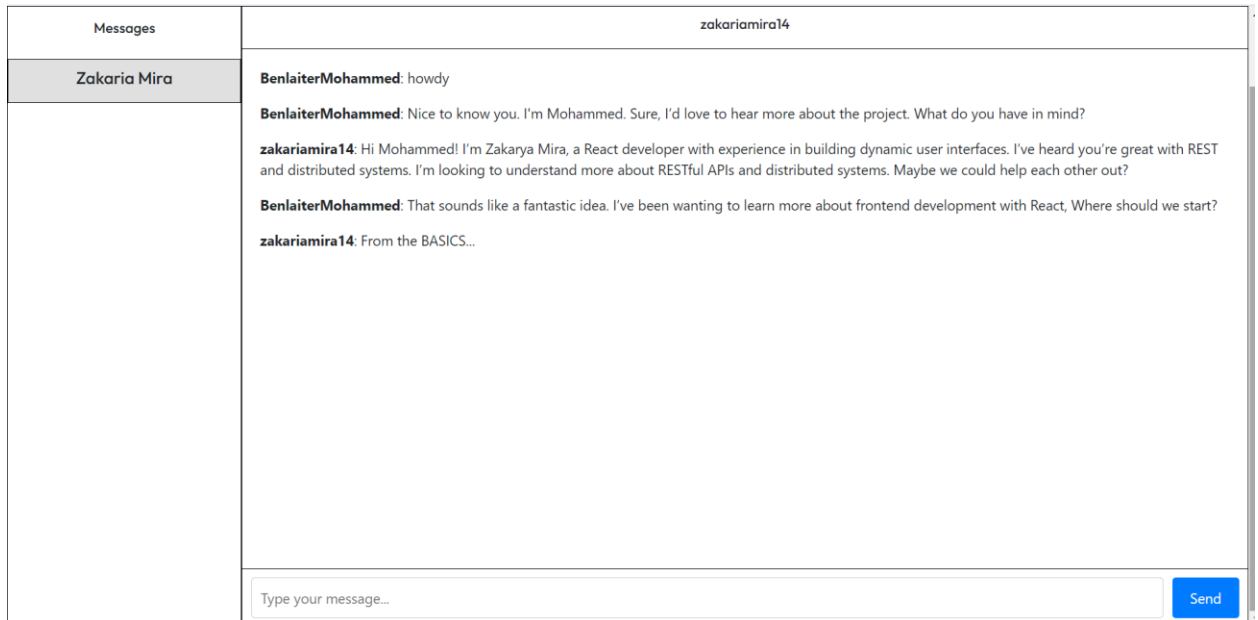 Messages
zakariamira14
Zakaria Mira
BenlaiterMohammed: howdy
BenlaiterMohammed: Nice to know you. I'm Mohammed. Sure, I'd love to hear more about the project. What do you have in mind?
zakariamira14: Hi Mohammed! I'm Zakarya Mira, a React developer with experience in building dynamic user interfaces. I've heard you're great with REST
and distributed systems. I'm looking to understand more about RESTful APIs and distributed systems. Maybe we could help each other out?
BenlaiterMohammed: That sounds like a fantastic idea. I've been wanting to learn more about frontend development with React, Where should we start?
zakariamira14: From the BASICS...
Type your message...
Send